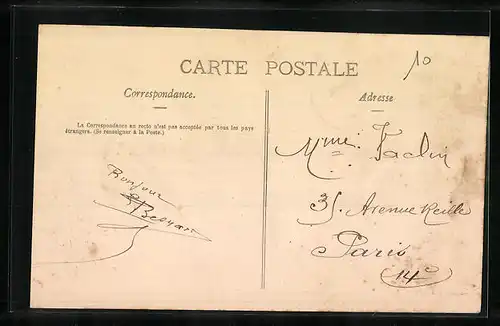 10
CARTE POSTALE
Correspondance.
Adresse
La Correspondance au recto n'est pas acceptée par tous les pays
étrangers. (Se renseigner à la Poste.)
Bonjour
Mme
Avenue Reille
Paris
14e